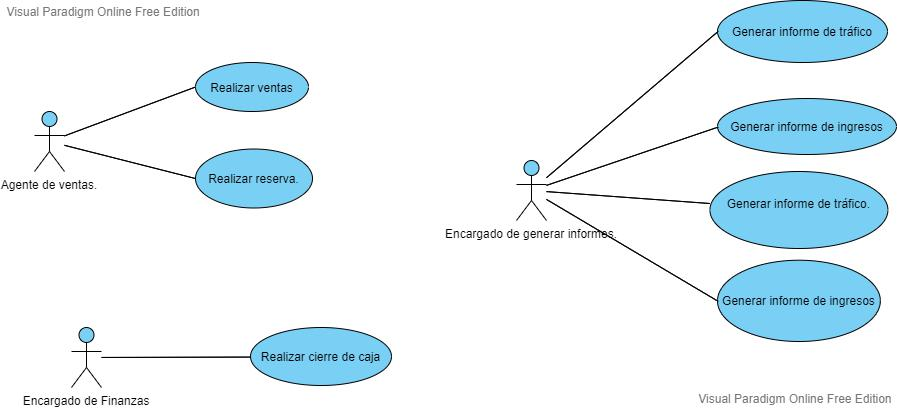 Visual Paradigm Online Free Edition
Realizar ventas
Agente de ventas.
Realizar reserva.
Generar informe de tráfico
Generar informe de ingresos
Encargado de generar informes.
Generar informe de tráfico.
Generar informe de ingresos
Realizar cierre de caja
Encargado de Finanzas
Visual Paradigm Online Free Edition